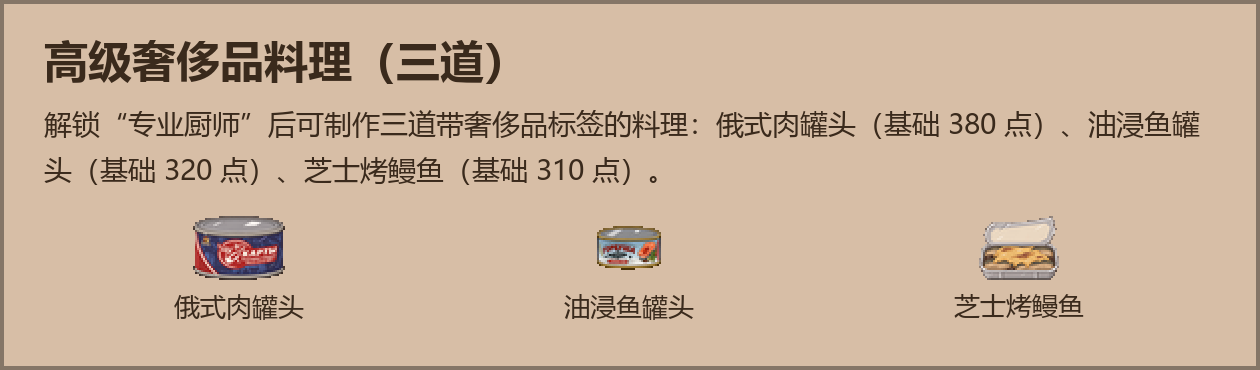 高级奢侈品料理（三道）
解锁“专业厨师”后可制作三道带奢侈品标签的料理：俄式肉罐头（基础 380 点）、油浸鱼罐
头（基础 320 点）、芝士烤鳗鱼（基础 310 点）。
俄式肉罐头
油浸鱼罐头
芝士烤鳗鱼